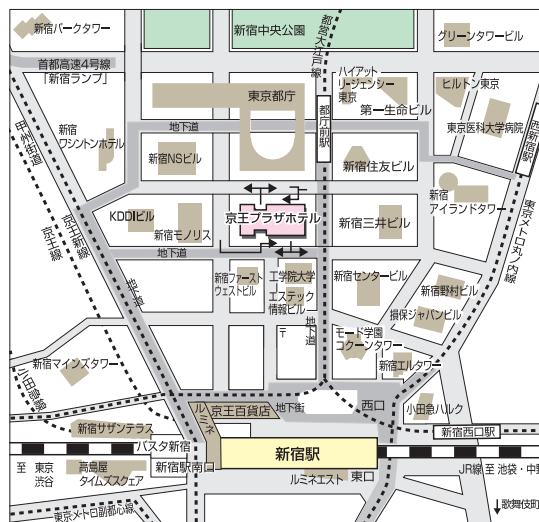 新宿パークタワー
新宿中央公園
都営大江戸線
グリーンタワービル
首都高速4号線
「新宿ランプ」
ハイアット
リージェンシー
東京
ヒルトン東京
東京都庁
都庁前駅
第一生命ビル
甲州街道
新宿
ワシントンホテル
地下道
東京医科大学病院
西新宿駅
新宿NSビル
新宿住友ビル
京王新線
京王線
KDDIビル
新宿モノリス
京王プラザホテル
新宿三井ビル
新宿
アイランドタワー
東京メトロ丸ノ内線
地下道
地下道
新宿ファースト
ウェストビル
工学院大学
エステック
情報ビル
地下道
新宿センタービル
新宿野村ビル
損保ジャパンビル
〒
モード学園
コクーンタワー
新宿エルタワー
新宿マインズタワー
小田急線
京王百貨店
ルミネ
地下街
西口
小田急ハルク
新宿西口駅
新宿サザンテラス
バスタ新宿
新宿駅
至 東京
渋谷
高島屋
タイムズスクェア
新宿駅南口
ルミネエスト
東口
JR線 至 池袋・中野
東京メトロ副都心線
歌舞伎町